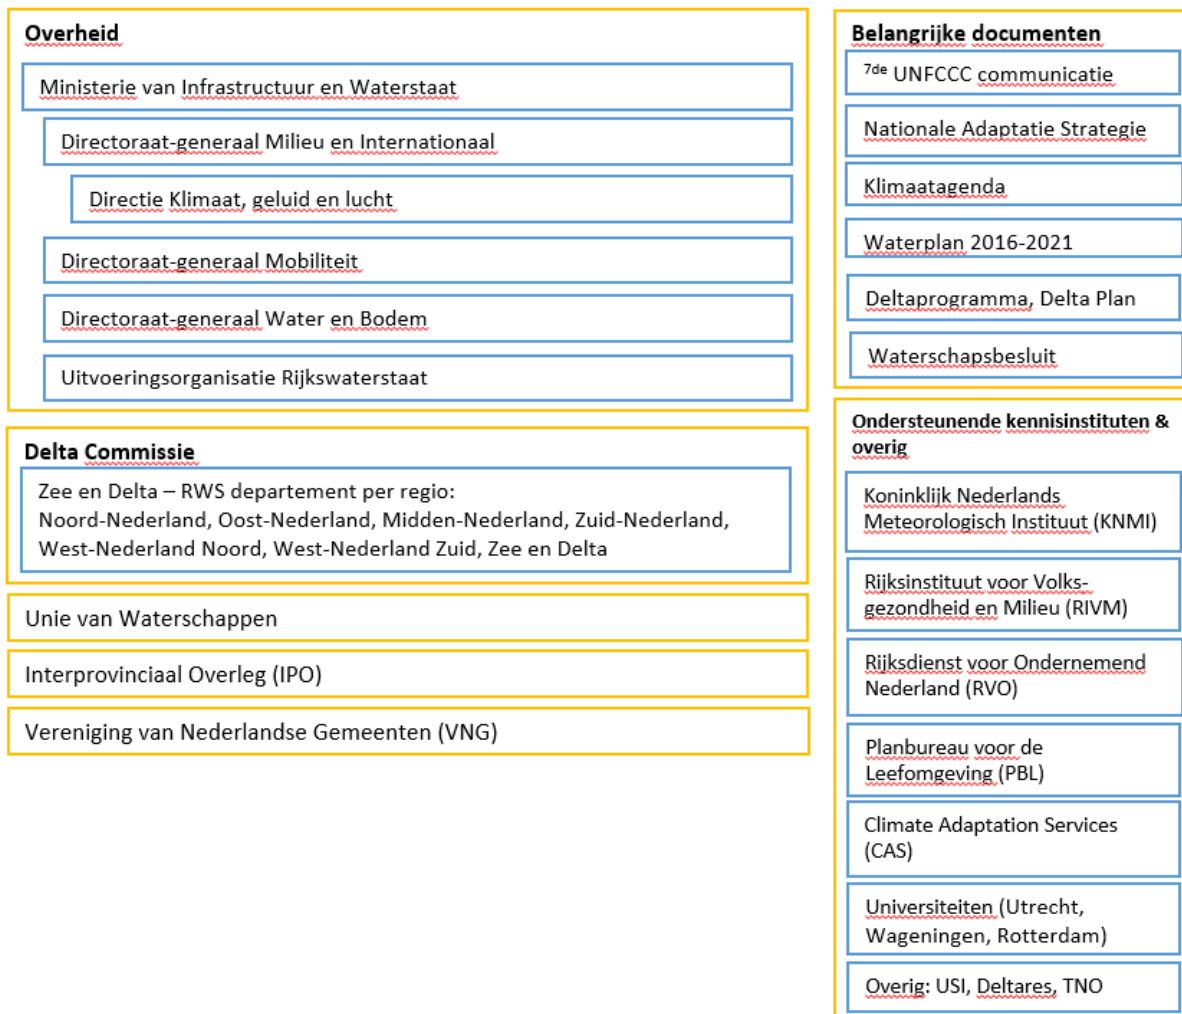 Overheid
Ministerie van Infrastructuur en Waterstaat
Directoraat-generaal Milieu en Internationaal
Directie Klimaat, geluid en lucht
Directoraat-generaal Mobiliteit
Directoraat-generaal Water en Bodem
Uitvoeringsorganisatie Rijkswaterstaat
Delta Commissie
Zee en Delta – RWS departement per regio:
Noord-Nederland, Oost-Nederland, Midden-Nederland, Zuid-Nederland,
West-Nederland Noord, West-Nederland Zuid, Zee en Delta
Unie van Waterschappen
Interprovinciaal Overleg (IPO)
Vereniging van Nederlandse Gemeenten (VNG)
Belangrijke documenten
7de UNFCCC communicatie
Nationale Adaptatie Strategie
Klimaatagenda
Waterplan 2016-2021
Deltaprogramma, Delta Plan
Waterschapsbesluit
Ondersteunende kennisinstituten &
overig
Koninklijk Nederlands
Meteorologisch Instituut (KNMI)
Rijksinstituut voor Volks-
gezondheid en Milieu (RIVM)
Rijksdienst voor Ondernemend
Nederland (RVO)
Planbureau voor de
Leefomgeving (PBL)
Climate Adaptation Services
(CAS)
Universiteiten (Utrecht,
Wageningen, Rotterdam)
Overig: USI, Deltares, TNO